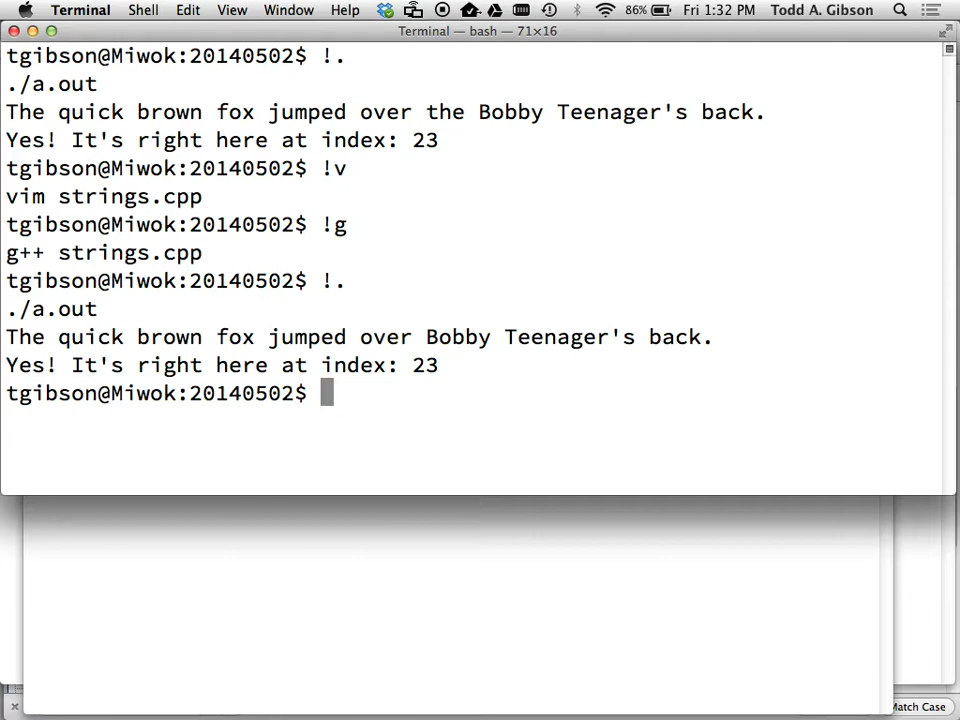 Terminal Shell Edit View Window Help 86% Fri 1:32 PM Todd A. Gibson
Terminal — bash — 71×16
tgibson@Miwok:20140502$ !.
./a.out
The quick brown fox jumped over the Bobby Teenager's back.
Yes! It's right here at index: 23
tgibson@Miwok:20140502$ !v
vim strings.cpp
tgibson@Miwok:20140502$ !g
g++ strings.cpp
tgibson@Miwok:20140502$ !.
./a.out
The quick brown fox jumped over Bobby Teenager's back.
Yes! It's right here at index: 23
tgibson@Miwok:20140502$
Match Case